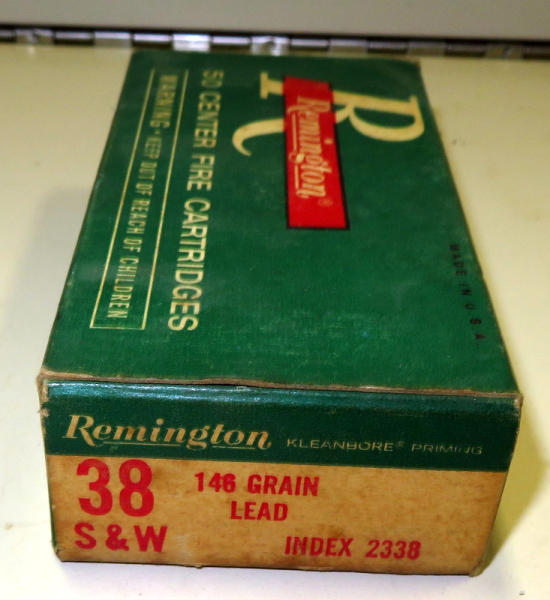 R
Remington®
50 CENTER FIRE CARTRIDGES
WARNING - KEEP OUT OF REACH OF CHILDREN
MADE IN U.S.A.
Remington KLEANBORE® PRIMING
38 S & W
146 GRAIN
LEAD
INDEX 2338